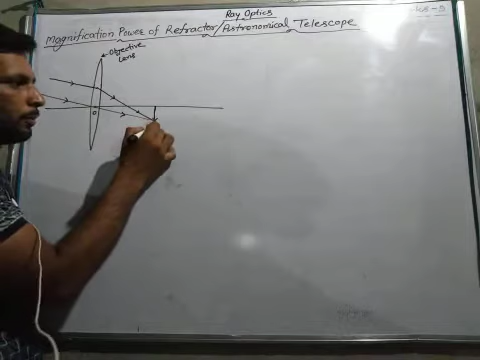 Ray Optics
Magnification Power of Refractor/Astronomical Telescope
Objective
Lens
O